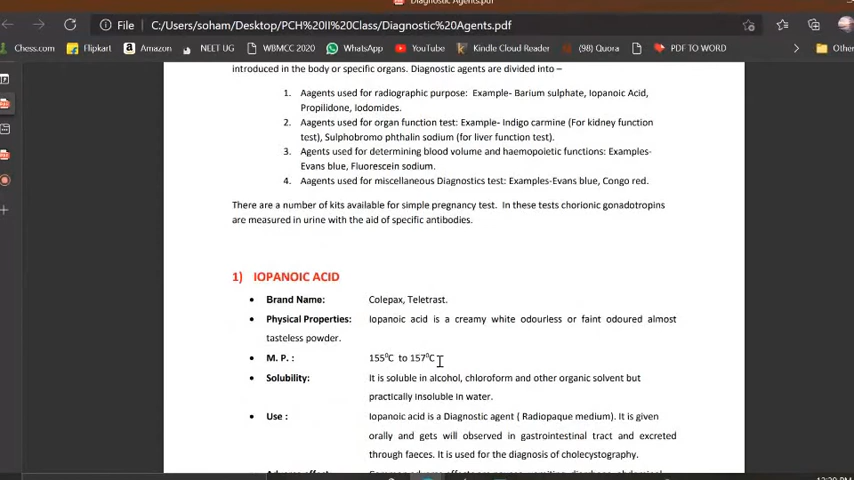 Diagnostic Agents.pdf
File C:/Users/soham/Desktop/PCH%20II%20Class/Diagnostic%20Agents.pdf
Chess.com Flipkart Amazon NEET UG WBMCC 2020 WhatsApp YouTube Kindle Cloud Reader (98) Quora PDF TO WORD Other
introduced in the body or specific organs. Diagnostic agents are divided into –
1. Aagents used for radiographic purpose: Example- Barium sulphate, Iopanoic Acid,
Propilidone, Iodomides.
2. Aagents used for organ function test: Example- Indigo carmine (For kidney function
test), Sulphobromo phthalin sodium (for liver function test).
3. Aagents used for determining blood volume and haemopoietic functions: Examples-
Evans blue, Fluorescein sodium.
4. Aagents used for miscellaneous Diagnostics test: Examples-Evans blue, Congo red.
There are a number of kits available for simple pregnancy test. In these tests chorionic gonadotropins
are measured in urine with the aid of specific antibodies.
1) IOPANOIC ACID
• Brand Name: Colepax, Teletrast.
• Physical Properties: Iopanoic acid is a creamy white odourless or faint odoured almost
tasteless powder.
• M. P. : 155⁰C to 157⁰C
• Solubility: It is soluble in alcohol, chloroform and other organic solvent but
practically insoluble in water.
• Use : Iopanoic acid is a Diagnostic agent ( Radiopaque medium). It is given
orally and gets will observed in gastrointestinal tract and excreted
through faeces. It is used for the diagnosis of cholecystography.